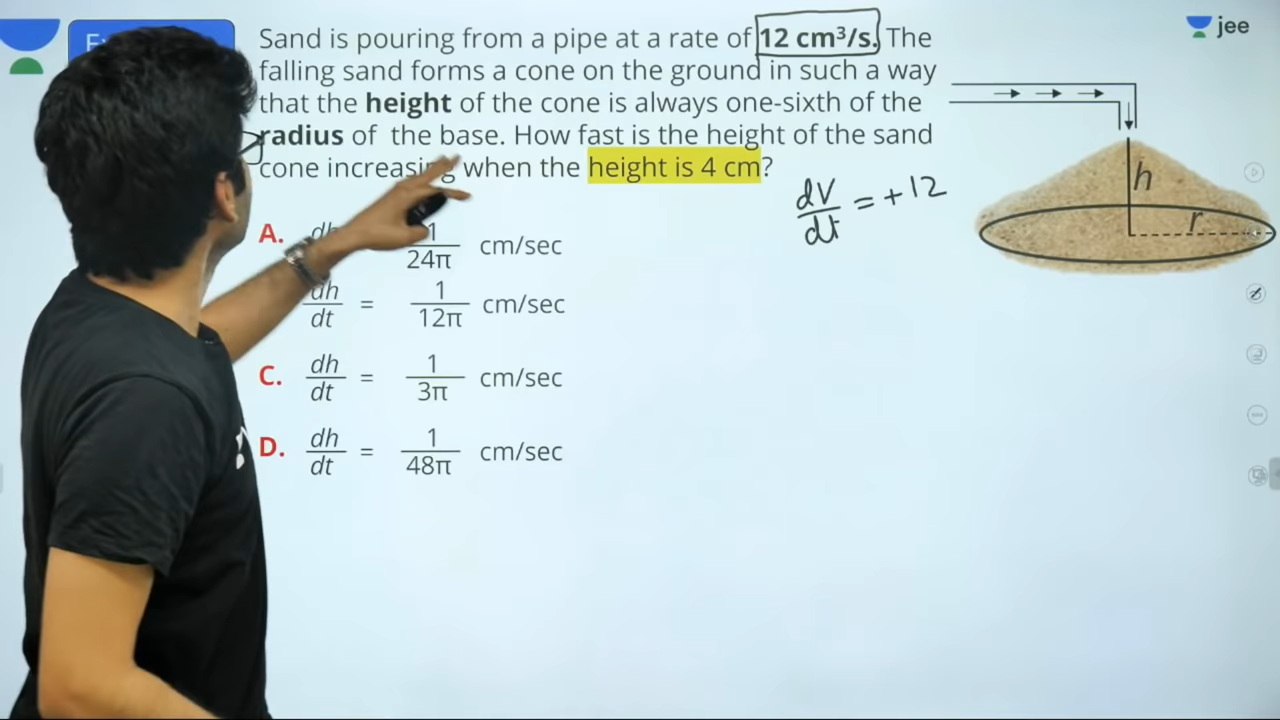 jee
Sand is pouring from a pipe at a rate of 12 cm³/s. The
falling sand forms a cone on the ground in such a way
that the height of the cone is always one-sixth of the
radius of the base. How fast is the height of the sand
cone increasing when the height is 4 cm?
dV/dt = +12
h
r
A. 1/24π cm/sec
dh/dt = 1/12π cm/sec
C. dh/dt = 1/3π cm/sec
D. dh/dt = 1/48π cm/sec